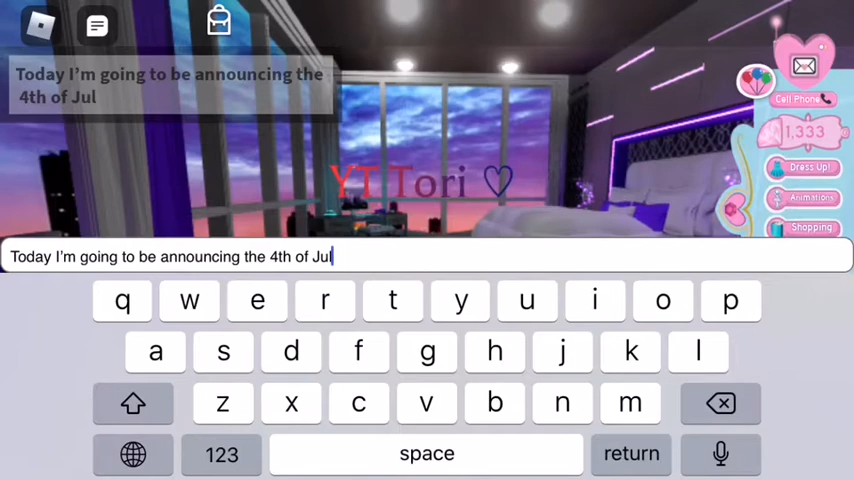 Today I'm going to be announcing the
4th of Jul
Cell Phone
1,333
Dress Up!
Animations
Shopping
YT Tori ♡
Today I'm going to be announcing the 4th of Jul
q w e r t y u i o p
a s d f g h j k l
z x c v b n m
123 space return